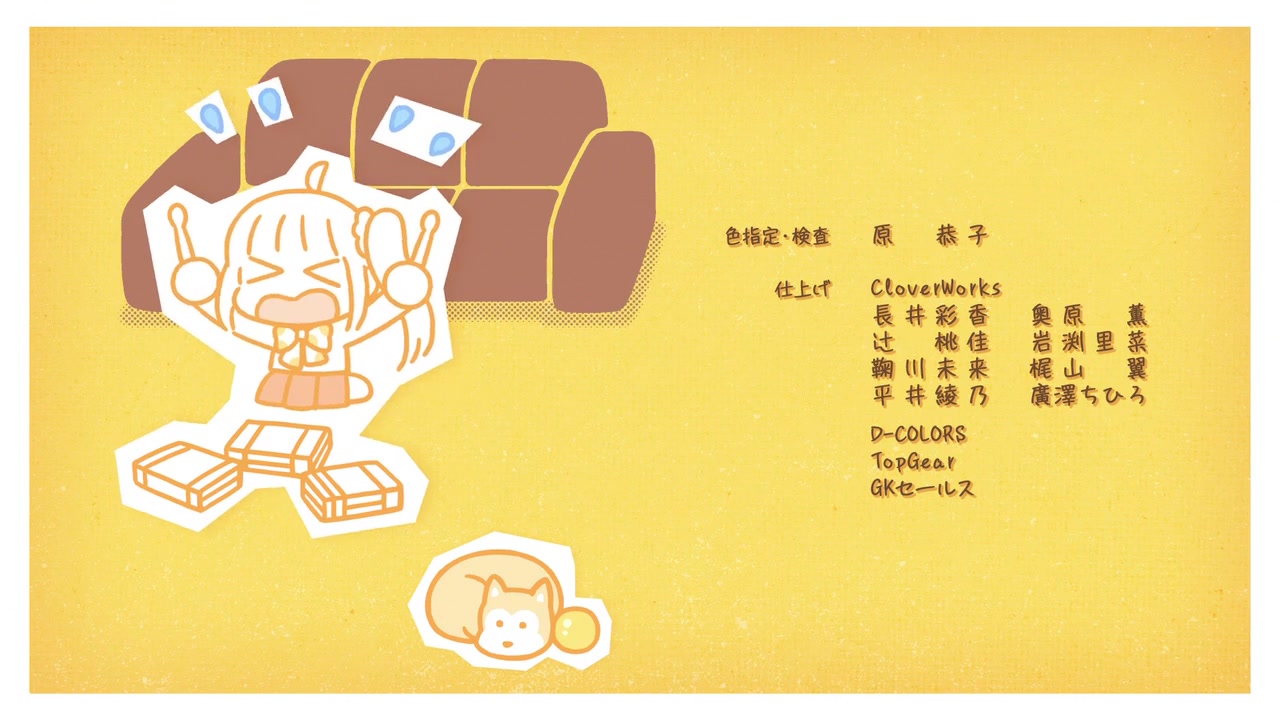 色指定・検査 原 恭子
仕上げ CloverWorks
長井彩香 奥原 薫
辻 桃佳 岩渕里菜
鞠川未来 梶山 翼
平井綾乃 廣澤ちひろ
D-COLORS
TopGear
GKセールス